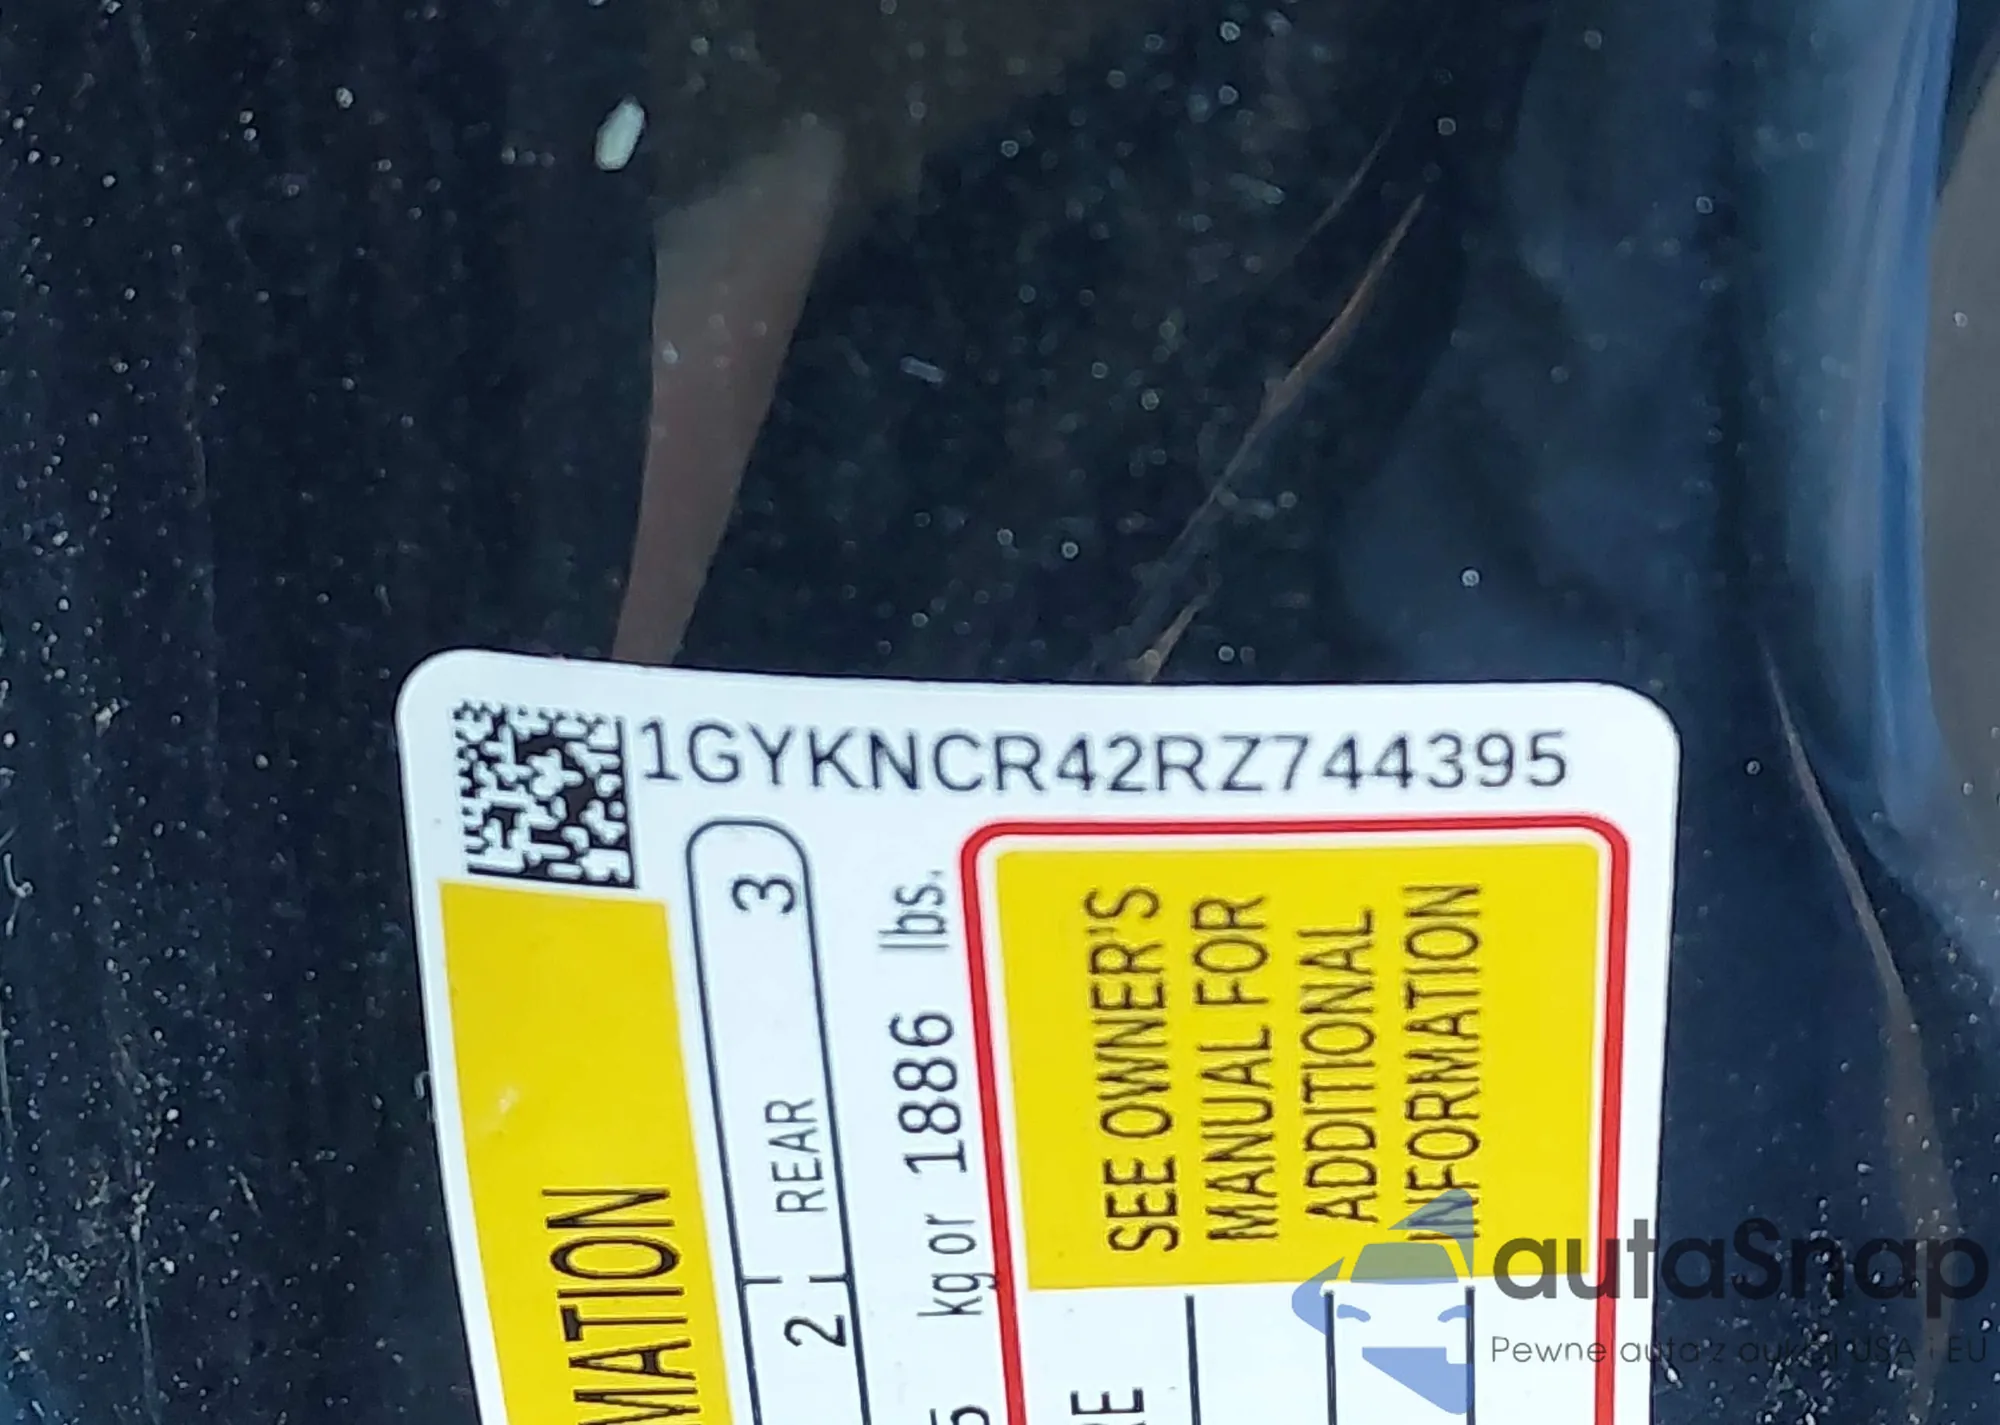 1GYKNCR42RZ744395
MATION
2 REAR 3
kg or 1886 lbs.
SEE OWNER'S
MANUAL FOR
ADDITIONAL
INFORMATION
autaSnap
Pewne auta z aukcji USA i EU